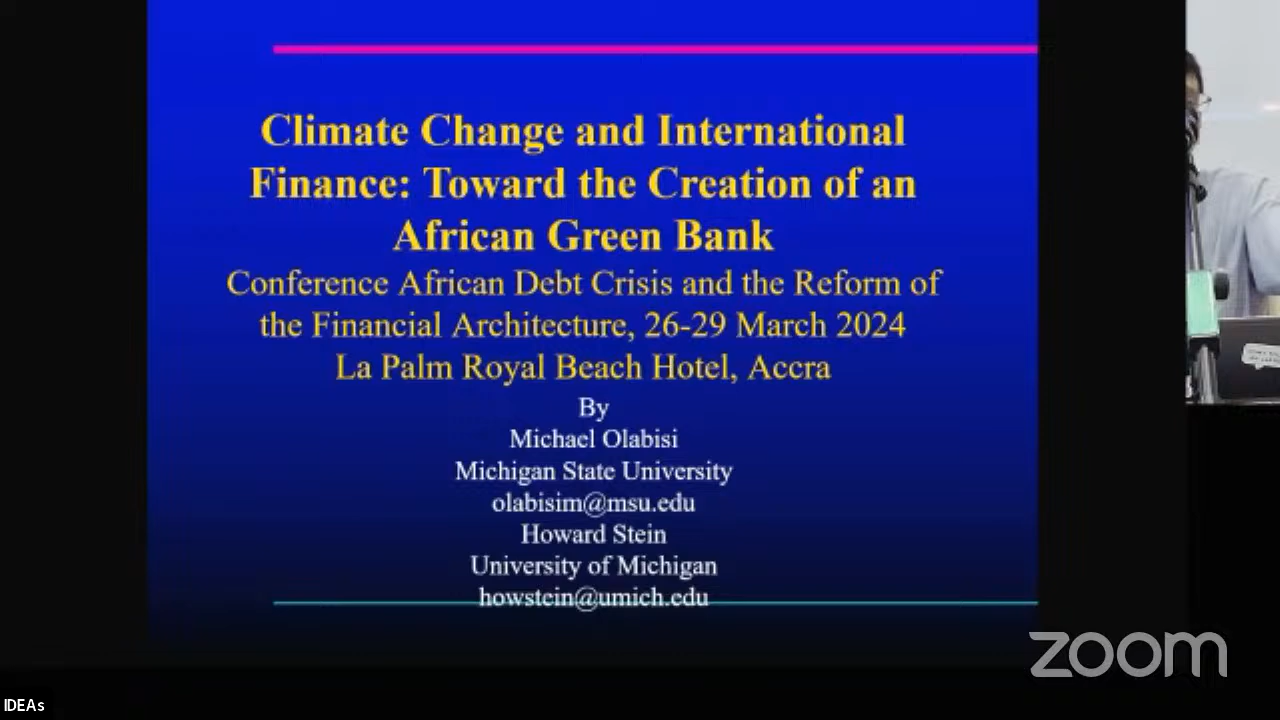 Climate Change and International
Finance: Toward the Creation of an
African Green Bank
Conference African Debt Crisis and the Reform of
the Financial Architecture, 26-29 March 2024
La Palm Royal Beach Hotel, Accra
By
Michael Olabisi
Michigan State University
olabisim@msu.edu
Howard Stein
University of Michigan
howstein@umich.edu
zoom
IDEAs